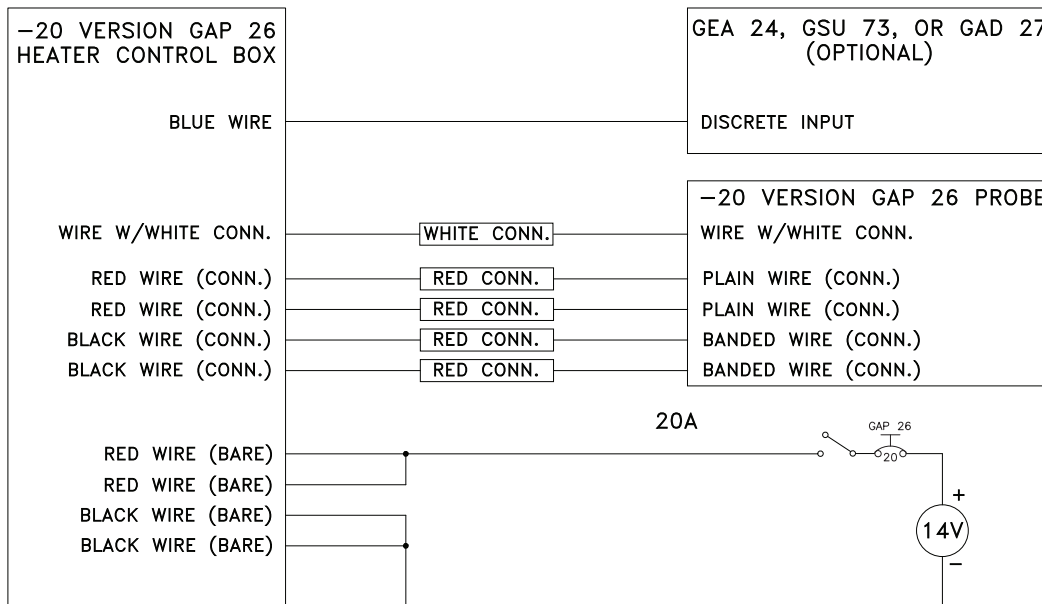 −20 VERSION GAP 26
HEATER CONTROL BOX
GEA 24, GSU 73, OR GAD 27
(OPTIONAL)
BLUE WIRE
DISCRETE INPUT
−20 VERSION GAP 26 PROBE
WIRE W/WHITE CONN.
WHITE CONN.
WIRE W/WHITE CONN.
RED WIRE (CONN.)
RED CONN.
PLAIN WIRE (CONN.)
RED WIRE (CONN.)
RED CONN.
PLAIN WIRE (CONN.)
BLACK WIRE (CONN.)
RED CONN.
BANDED WIRE (CONN.)
BLACK WIRE (CONN.)
RED CONN.
BANDED WIRE (CONN.)
20A
GAP 26
20
RED WIRE (BARE)
RED WIRE (BARE)
BLACK WIRE (BARE)
BLACK WIRE (BARE)
+
14V
−